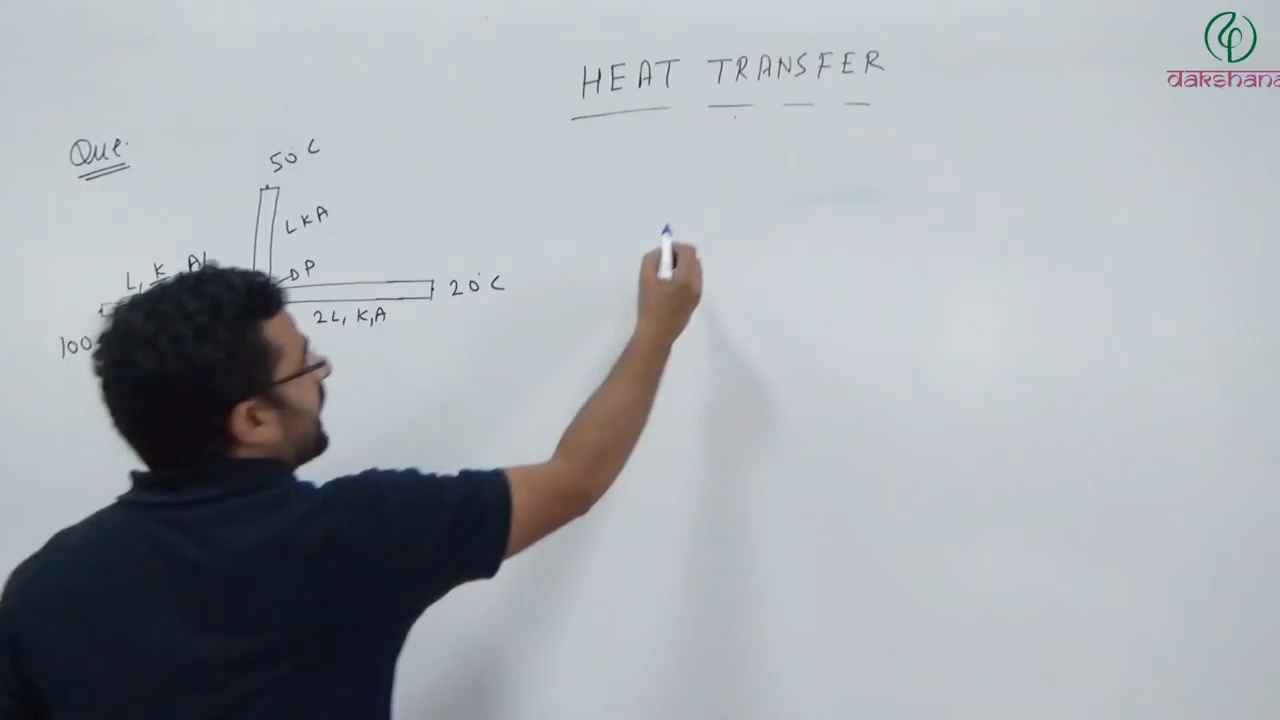 HEAT TRANSFER
dakshana
Que.
50°C
LKA
P
L, K
20°C
2L, K,A
100